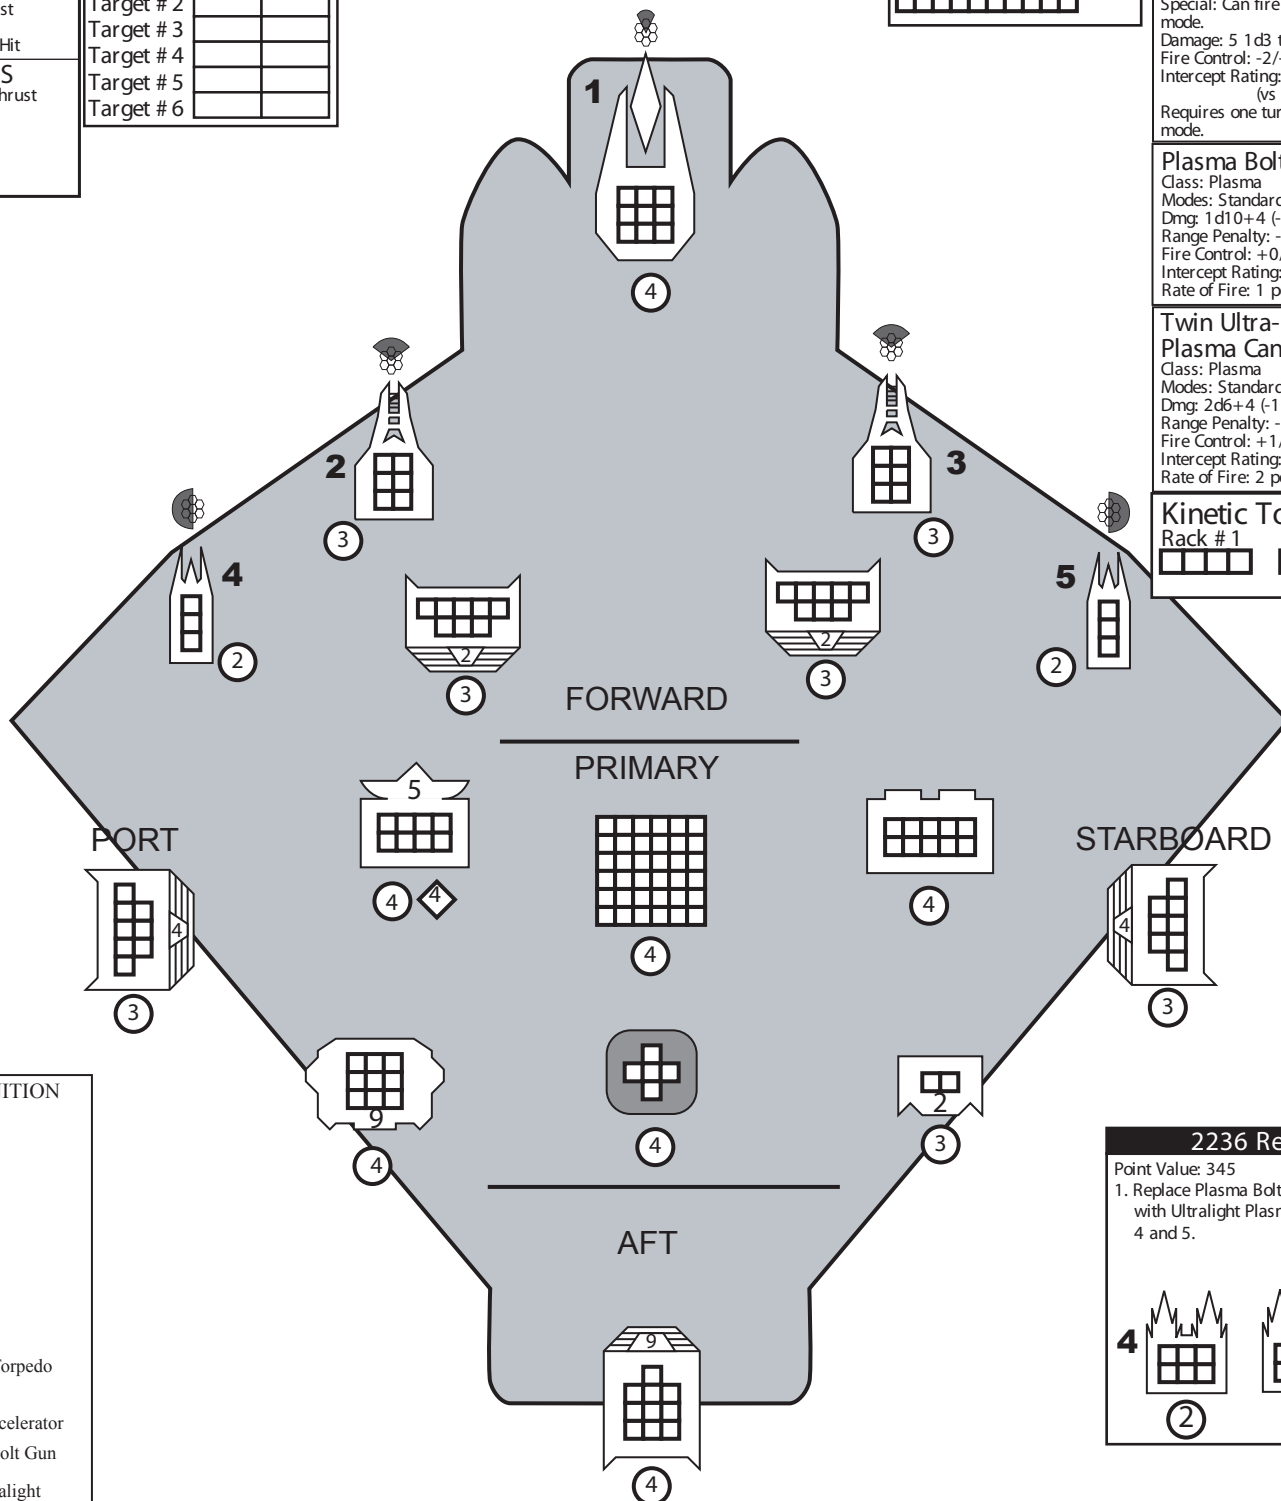 st
Hit
S
hrust
Target # 2
Target # 3
Target # 4
Target # 5
Target # 6
Special: Can fire
mode.
Damage: 5 1d3 t
Fire Control: -2/-
Intercept Rating:
(vs
Requires one tur
mode.
Plasma Bolt
Class: Plasma
Modes: Standard
Dmg: 1d10+4 (-
Range Penalty: -
Fire Control: +0/
Intercept Rating:
Rate of Fire: 1 p
Twin Ultra-
Plasma Can
Class: Plasma
Modes: Standard
Dmg: 2d6+4 (-1
Range Penalty: -
Fire Control: +1/
Intercept Rating:
Rate of Fire: 2 p
Kinetic To
Rack # 1
1
4
2
3
3
3
4
2
5
2
2
3
2
3
FORWARD
PRIMARY
PORT
STARBOARD
5
4
4
4
4
4
3
4
3
9
4
4
2
3
AFT
9
4
NITION
Torpedo
celerator
olt Gun
alight
2236 Re
Point Value: 345
1. Replace Plasma Bolt
with Ultralight Plasm
4 and 5.
4
2